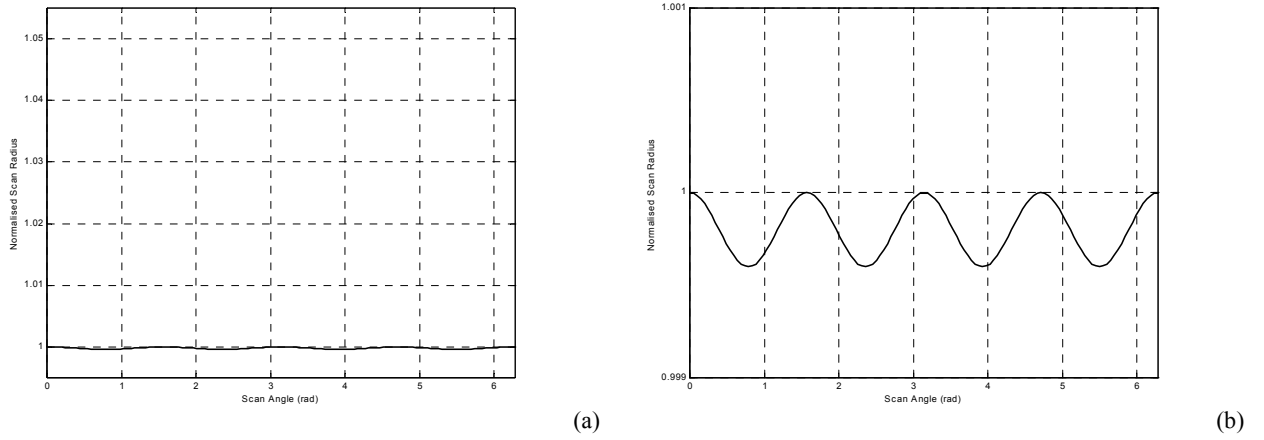 1.05
1.04
1.03
1.02
1.01
1
Normalised Scan Radius
0 1 2 3 4 5 6
Scan Angle (rad)
(a)
1.001
1
0.999
Normalised Scan Radius
0 1 2 3 4 5 6
Scan Angle (rad)
(b)